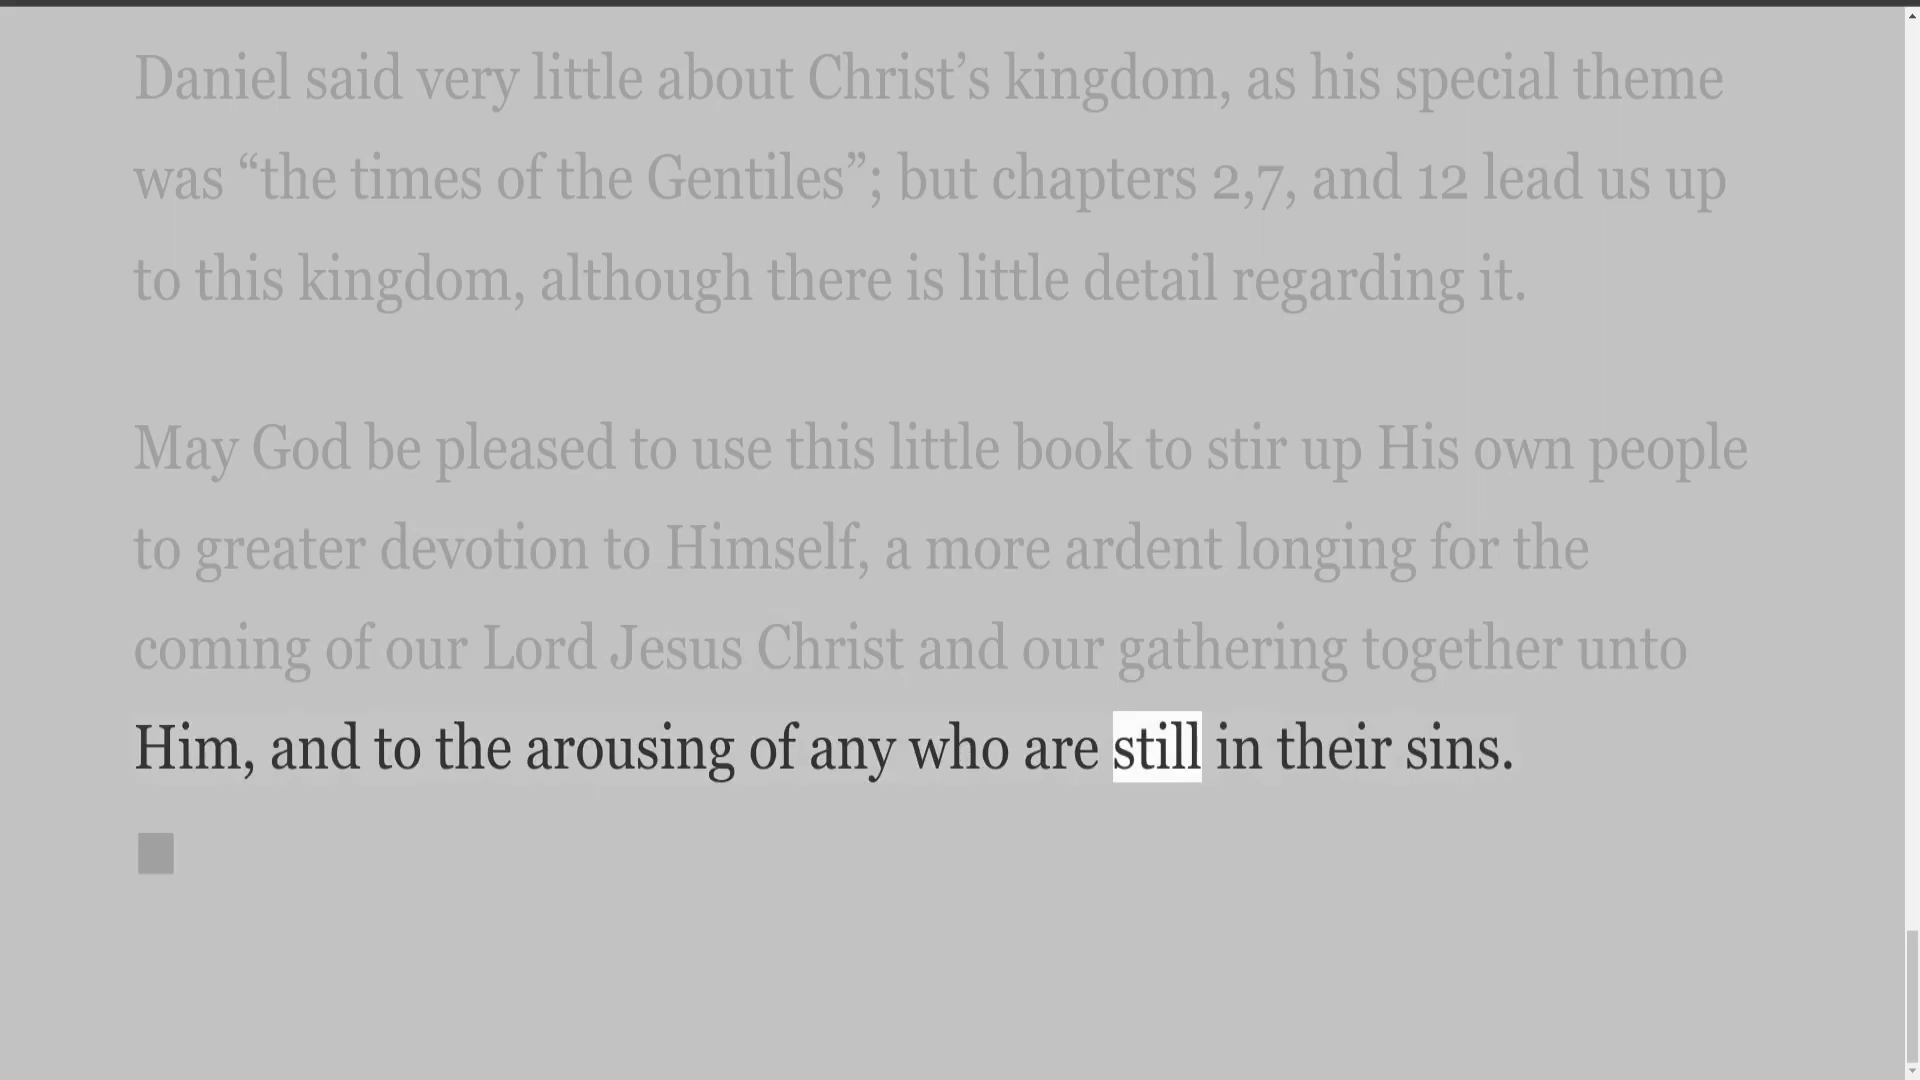 Daniel said very little about Christ’s kingdom, as his special theme
was “the times of the Gentiles”; but chapters 2,7, and 12 lead us up
to this kingdom, although there is little detail regarding it.
May God be pleased to use this little book to stir up His own people
to greater devotion to Himself, a more ardent longing for the
coming of our Lord Jesus Christ and our gathering together unto
Him, and to the arousing of any who are still in their sins.